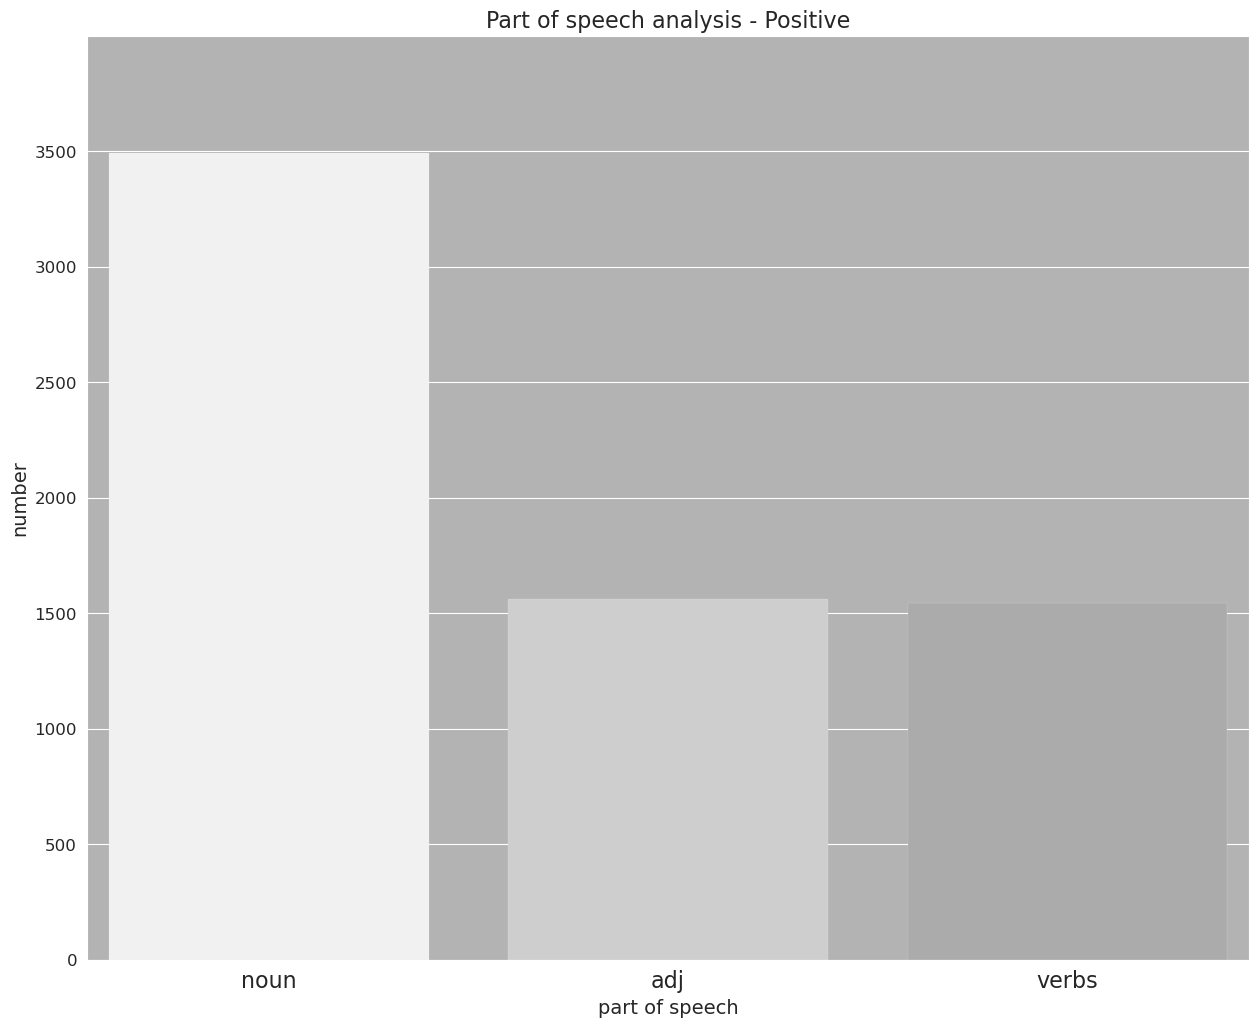 Part of speech analysis - Positive
3500
3000
2500
2000
1500
1000
500
0
number
noun adj verbs
part of speech